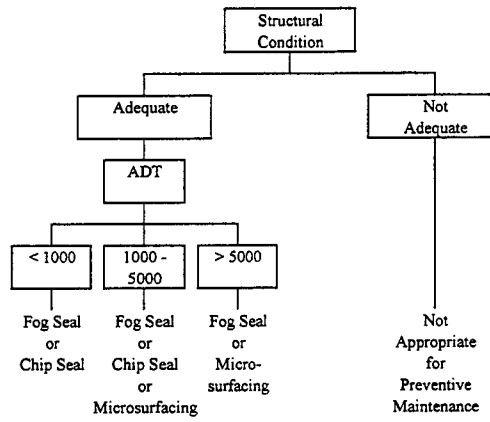 Structural
Condition
Adequate
Not
Adequate
ADT
< 1000
1000 -
5000
> 5000
Fog Seal
or
Chip Seal
Fog Seal
or
Chip Seal
or
Microsurfacing
Fog Seal
or
Micro-
surfacing
Not
Appropriate
for
Preventive
Maintenance